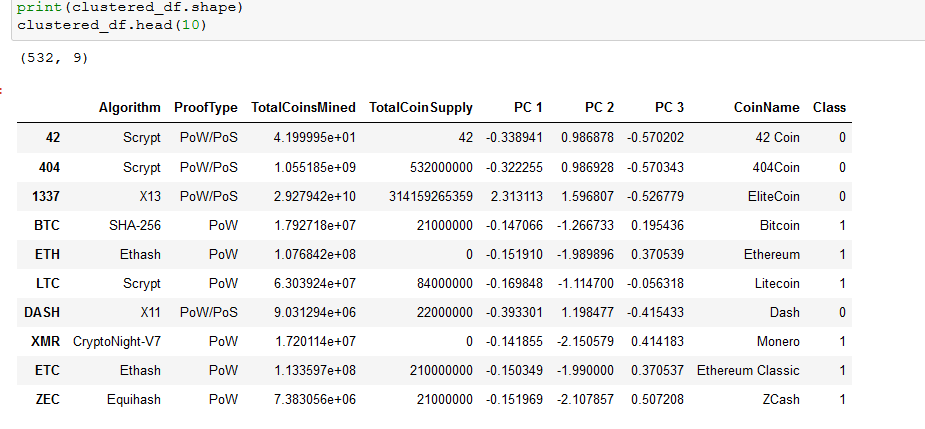 print(clustered_df.shape)
clustered_df.head(10)
(532, 9)
Algorithm ProofType TotalCoinsMined TotalCoinSupply PC 1 PC 2 PC 3 CoinName Class
42 Scrypt PoW/PoS 4.199995e+01 42 -0.338941 0.986878 -0.570202 42 Coin 0
404 Scrypt PoW/PoS 1.055185e+09 532000000 -0.322255 0.986928 -0.570343 404Coin 0
1337 X13 PoW/PoS 2.927942e+10 314159265359 2.313113 1.596807 -0.526779 EliteCoin 0
BTC SHA-256 PoW 1.792718e+07 21000000 -0.147066 -1.266733 0.195436 Bitcoin 1
ETH Ethash PoW 1.076842e+08 0 -0.151910 -1.989896 0.370539 Ethereum 1
LTC Scrypt PoW 6.303924e+07 84000000 -0.169848 -1.114700 -0.056318 Litecoin 1
DASH X11 PoW/PoS 9.031294e+06 22000000 -0.393301 1.198477 -0.415433 Dash 0
XMR CryptoNight-V7 PoW 1.720114e+07 0 -0.141855 -2.150579 0.414183 Monero 1
ETC Ethash PoW 1.133597e+08 210000000 -0.150349 -1.990000 0.370537 Ethereum Classic 1
ZEC Equihash PoW 7.383056e+06 21000000 -0.151969 -2.107857 0.507208 ZCash 1